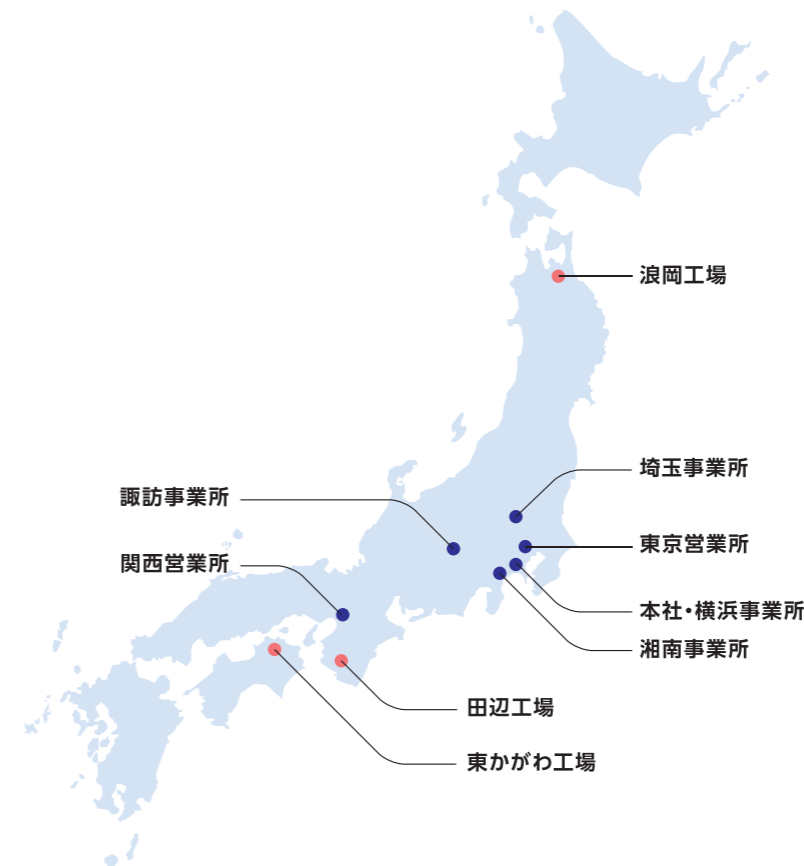 浪岡工場
埼玉事業所
諏訪事業所
東京営業所
関西営業所
本社・横浜事業所
湘南事業所
田辺工場
東かがわ工場